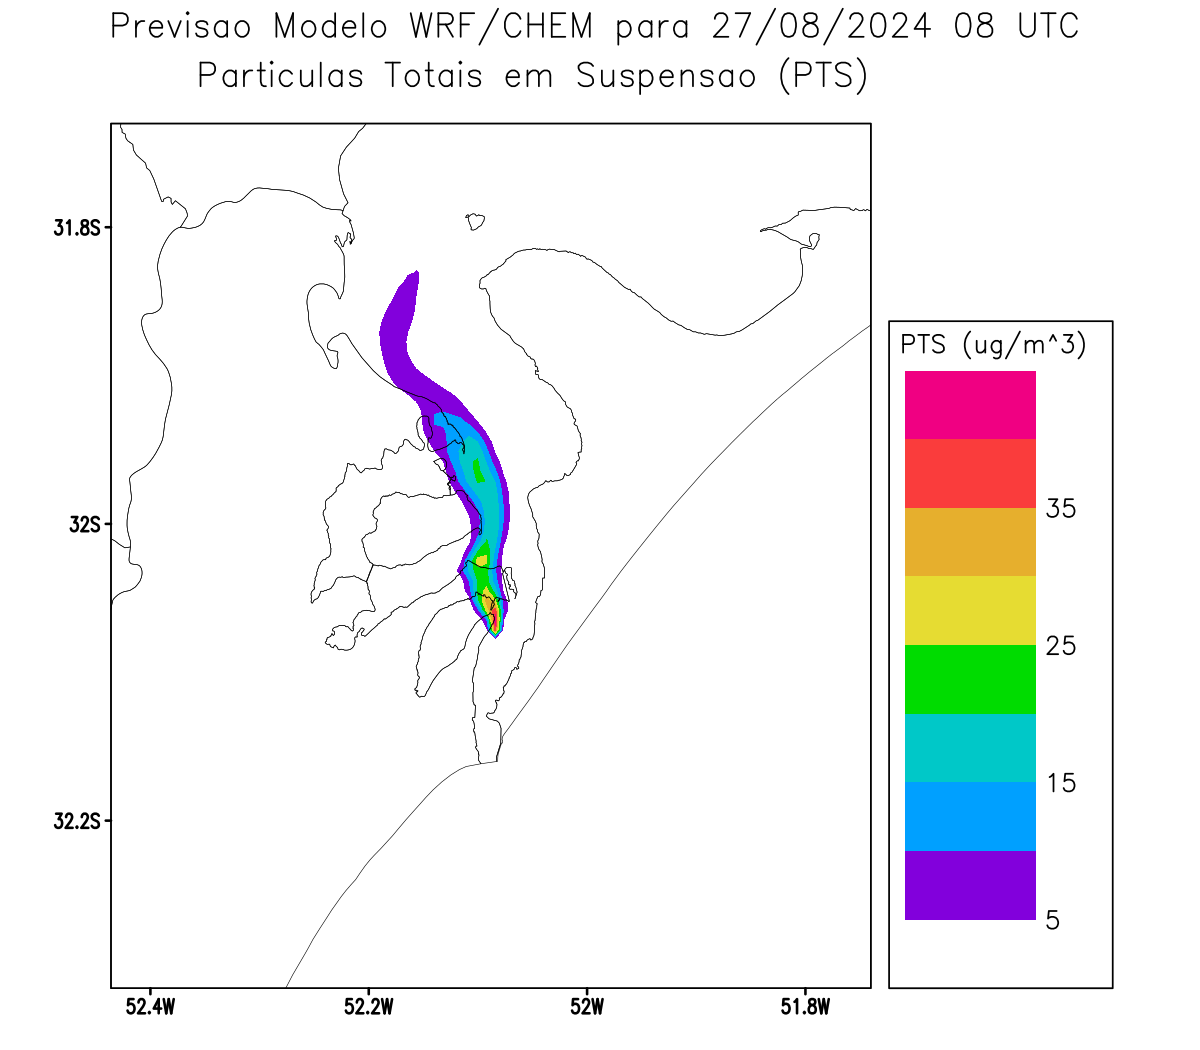 Previsao Modelo WRF/CHEM para 27/08/2024 08 UTC
Particulas Totais em Suspensao (PTS)
31.8S
32S
32.2S
52.4W
52.2W
52W
51.8W
PTS (ug/m^3)
35
25
15
5